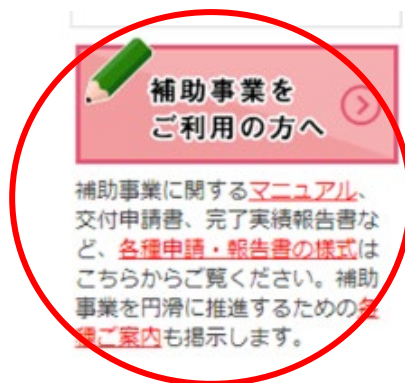 補助事業を
ご利用の方へ
補助事業に関するマニュアル、
交付申請書、完了実績報告書な
ど、各種申請・報告書の様式は
こちらからご覧ください。補助
事業を円滑に推進するための各
種ご案内も掲示します。